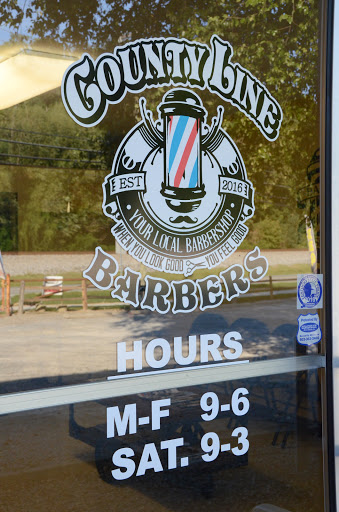 COUNTY LINE
EST 2016
YOUR LOCAL BARBERSHOP
WHEN YOU LOOK GOOD YOU FEEL GOOD
BARBERS
HOURS
M-F 9-6
SAT. 9-3